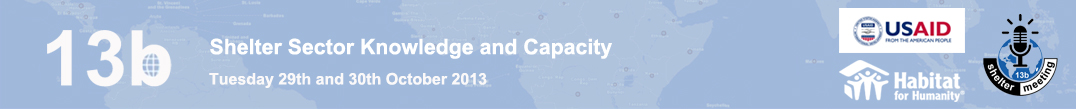 13b
Shelter Sector Knowledge and Capacity
Tuesday 29th and 30th October 2013
USAID
FROM THE AMERICAN PEOPLE
Habitat
for Humanity®
13b
shelter meeting